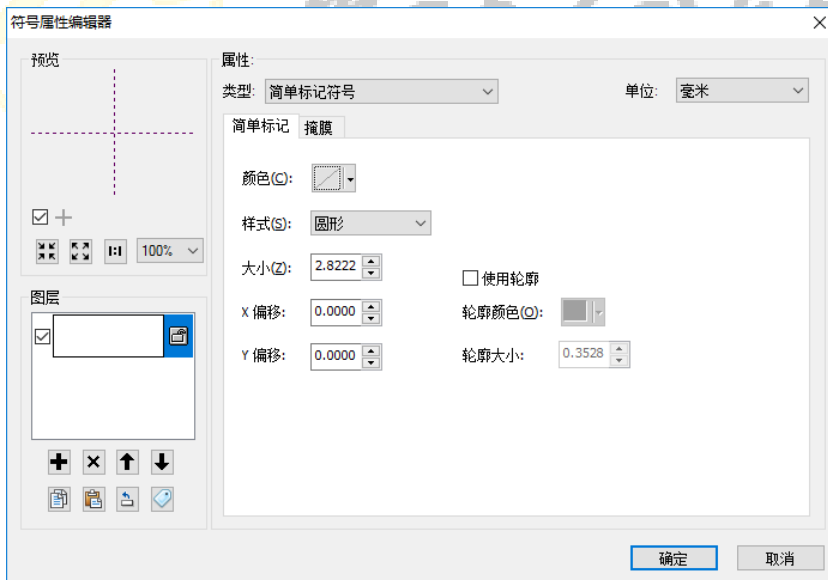 符号属性编辑器
预览
100%
图层
属性:
类型: 简单标记符号
单位: 毫米
简单标记 掩膜
颜色(C):
样式(S): 圆形
大小(Z): 2.8222
使用轮廓
X 偏移: 0.0000
轮廓颜色(O):
Y 偏移: 0.0000
轮廓大小: 0.3528
确定 取消